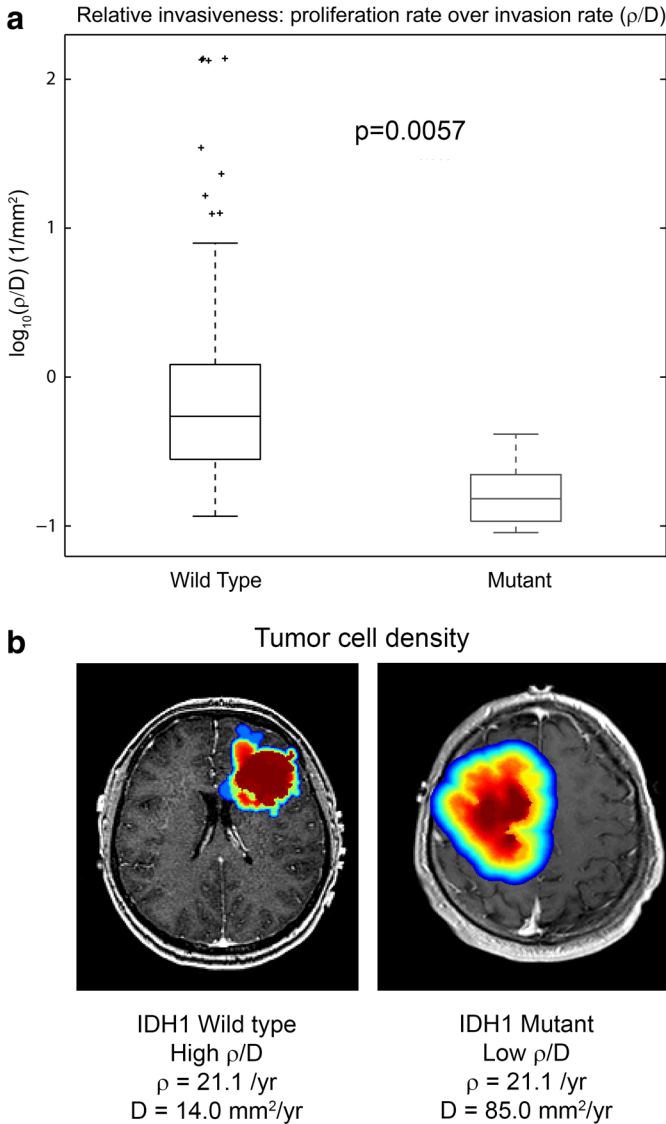 a Relative invasiveness: proliferation rate over invasion rate (ρ/D)
p=0.0057
log₁₀(ρ/D) (1/mm²)
2
1
0
−1
Wild Type Mutant
b Tumor cell density
IDH1 Wild type
High ρ/D
ρ = 21.1 /yr
D = 14.0 mm²/yr
IDH1 Mutant
Low ρ/D
ρ = 21.1 /yr
D = 85.0 mm²/yr